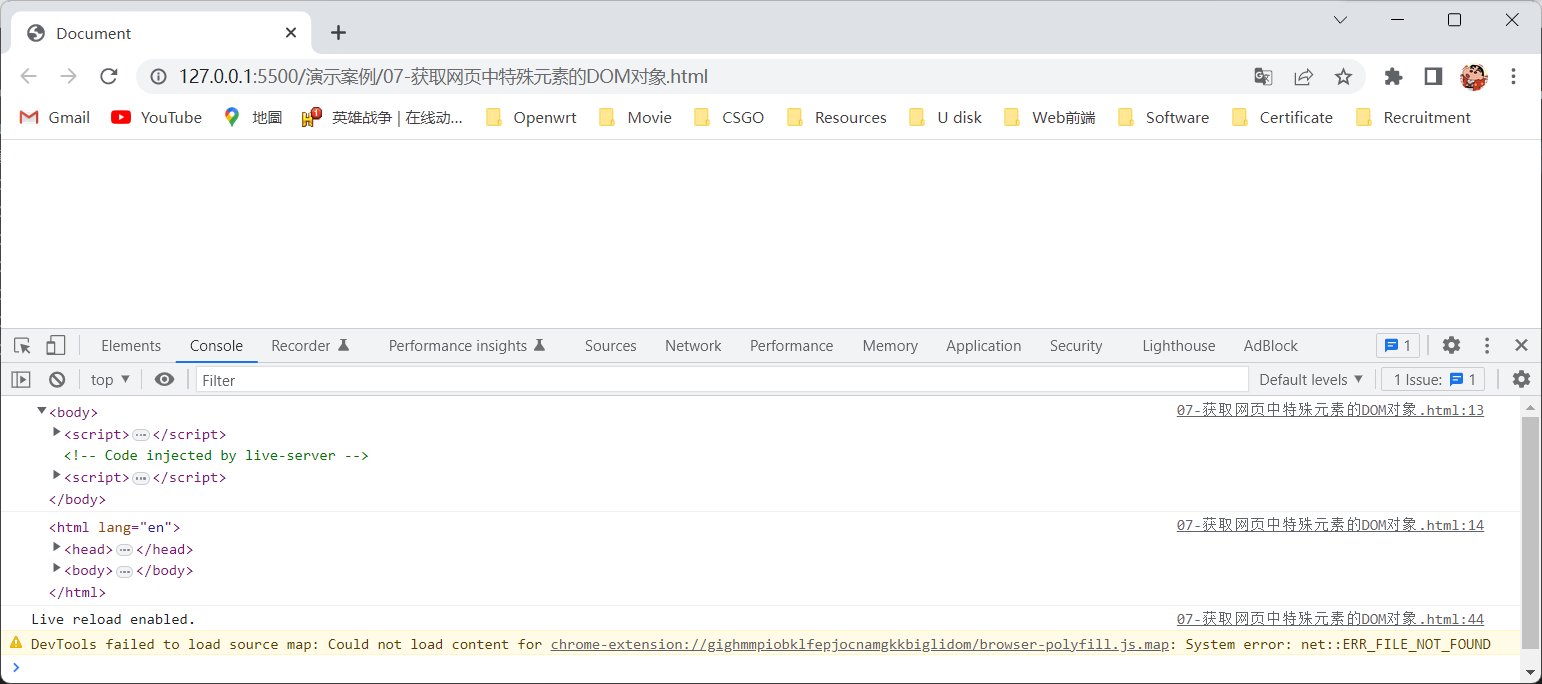 Document
127.0.0.1:5500/演示案例/07-获取网页中特殊元素的DOM对象.html
Gmail YouTube 地圖 英雄战争 | 在线动... Openwrt Movie CSGO Resources U disk Web前端 Software Certificate Recruitment
Elements Console Recorder Performance insights Sources Network Performance Memory Application Security Lighthouse AdBlock 1
top Filter Default levels 1 Issue: 1
<body> 07-获取网页中特殊元素的DOM对象.html:13
<script>…</script>
<!-- Code injected by live-server -->
<script>…</script>
</body>
<html lang="en"> 07-获取网页中特殊元素的DOM对象.html:14
<head>…</head>
<body>…</body>
</html>
Live reload enabled. 07-获取网页中特殊元素的DOM对象.html:44
DevTools failed to load source map: Could not load content for chrome-extension://gighmmpiobklfepjocnamgkkbiglidom/browser-polyfill.js.map: System error: net::ERR_FILE_NOT_FOUND